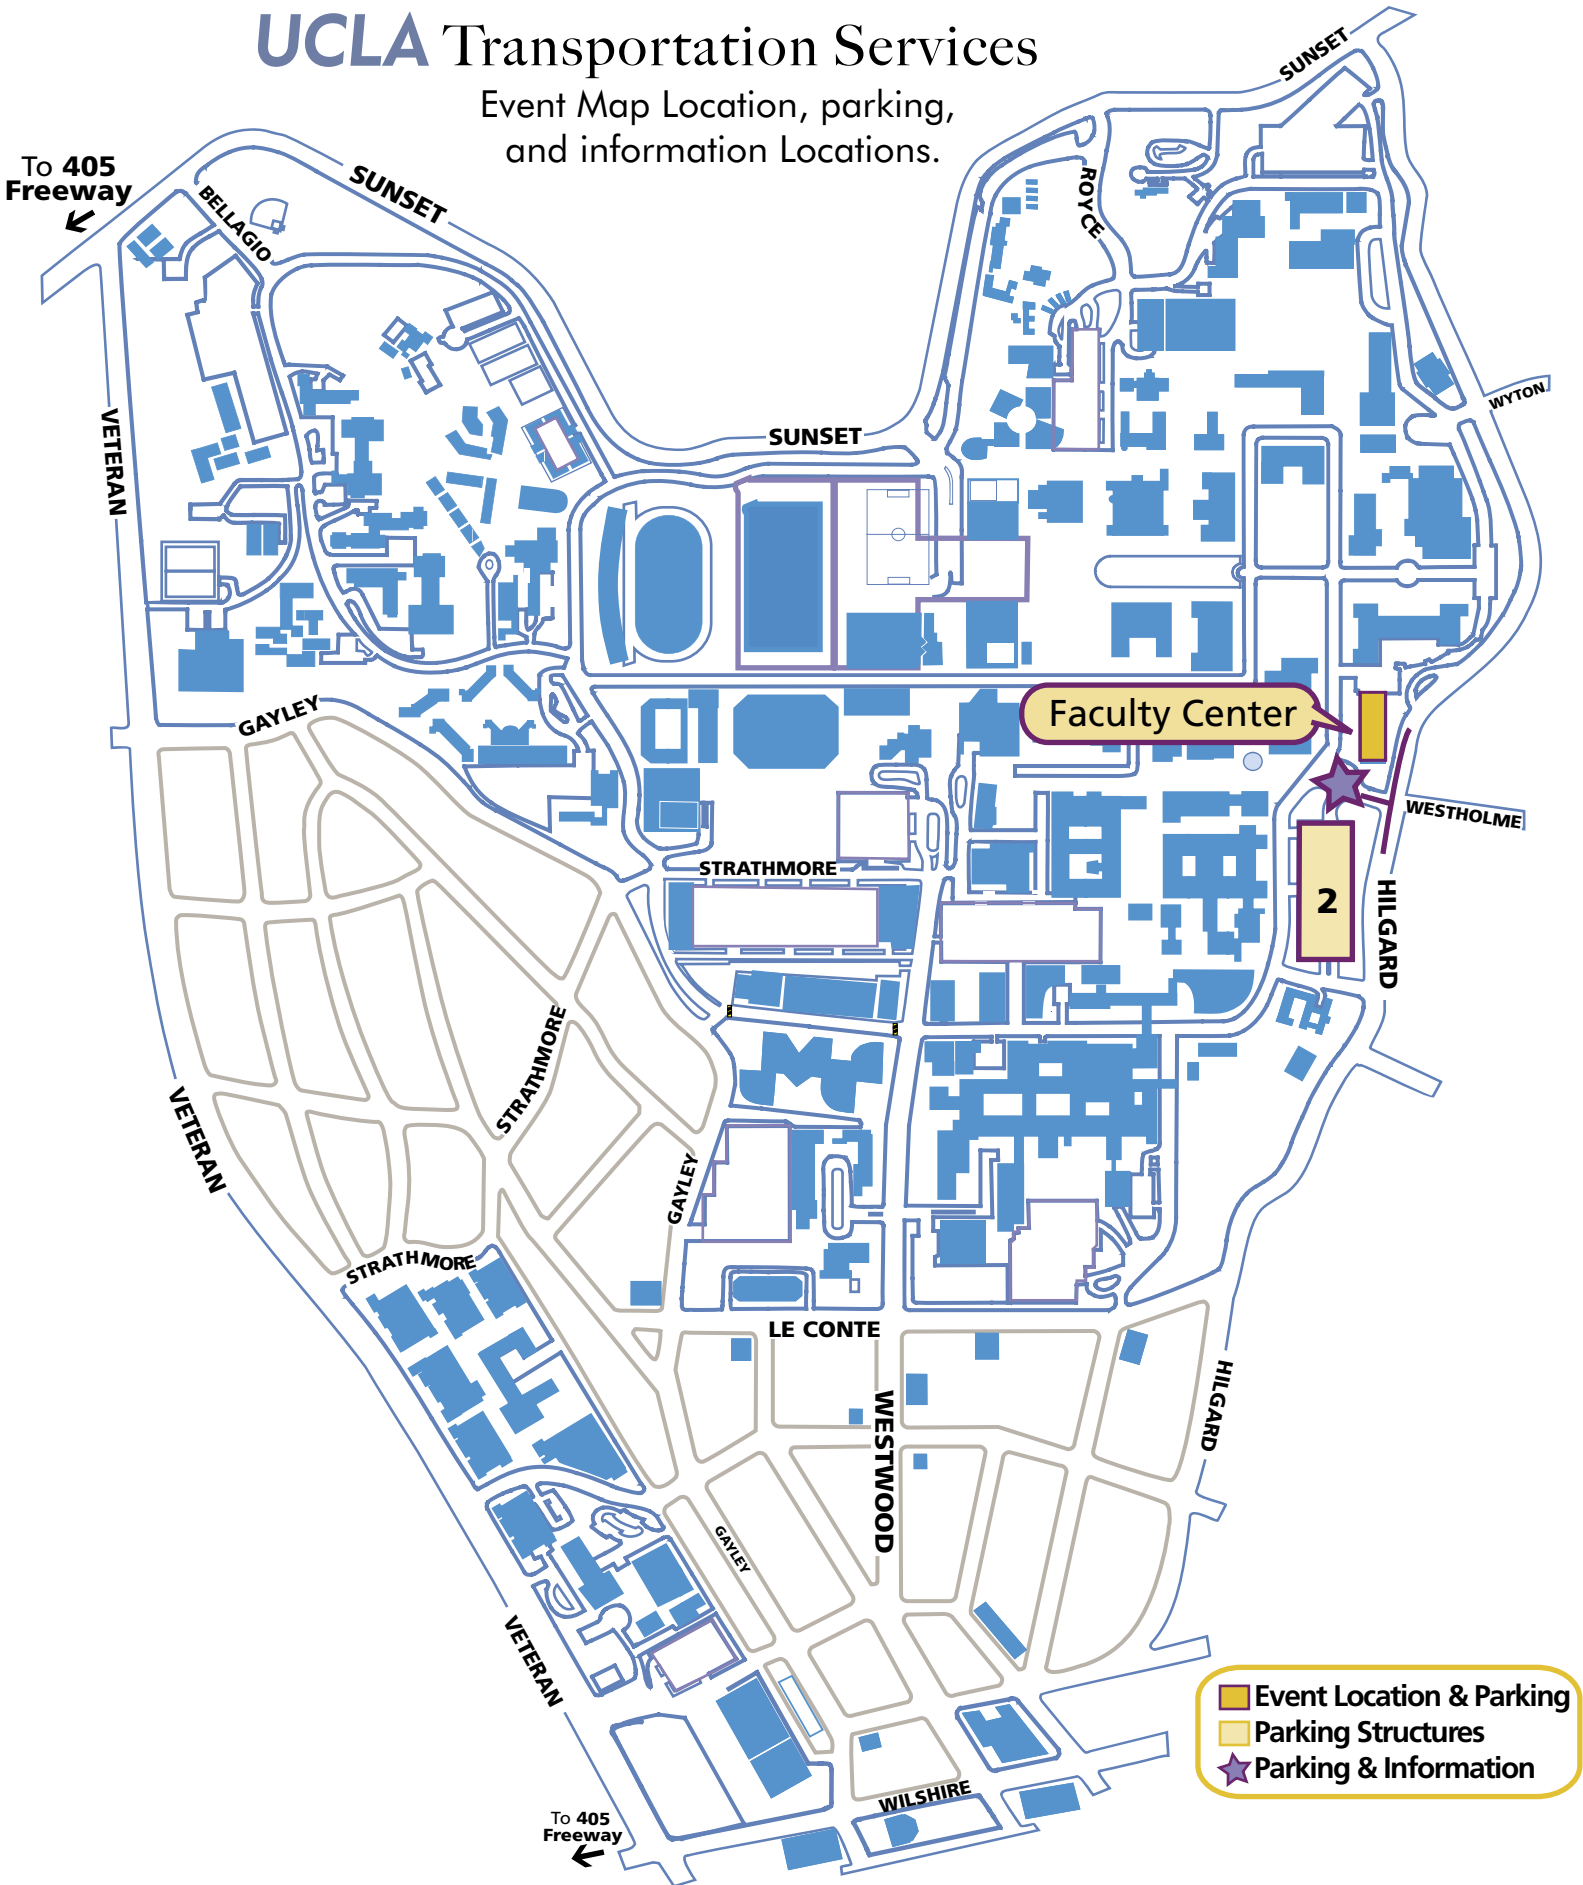 UCLA Transportation Services
Event Map Location, parking,
and information Locations.
SUNSET
To 405
Freeway
SUNSET
BELLAGIO
ROYCE
VETERAN
WYTON
SUNSET
GAYLEY
Faculty Center
WESTHOLME
STRATHMORE
2
HILGARD
STRATHMORE
VETERAN
GAYLEY
STRATHMORE
LE CONTE
HILGARD
WESTWOOD
GAYLEY
VETERAN
Event Location & Parking
Parking Structures
Parking & Information
WILSHIRE
To 405
Freeway